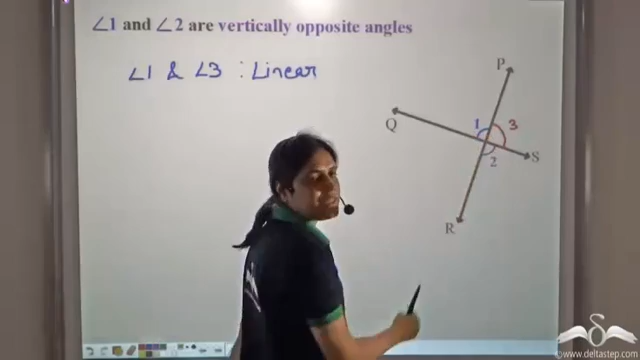 ∠1 and ∠2 are vertically opposite angles
∠1 & ∠3 : Linear
P
Q
1
3
2
S
R
©www.deltastep.com